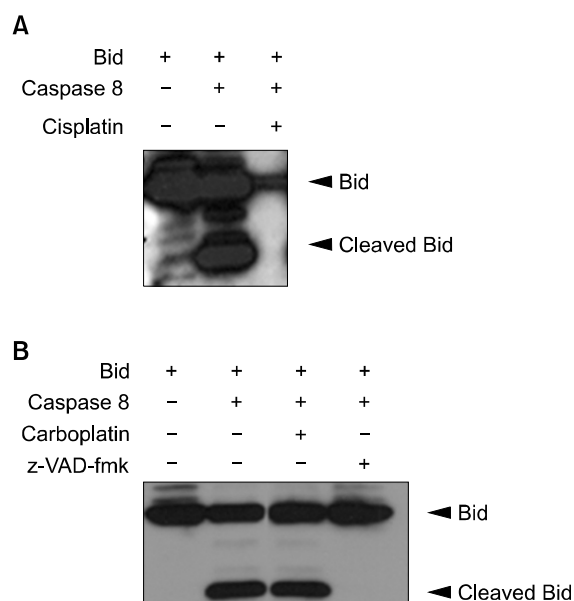 A
Bid + + +
Caspase 8 – + +
Cisplatin – – +
Bid
Cleaved Bid
B
Bid + + + +
Caspase 8 – + + +
Carboplatin – – + –
z-VAD-fmk – – – +
Bid
Cleaved Bid